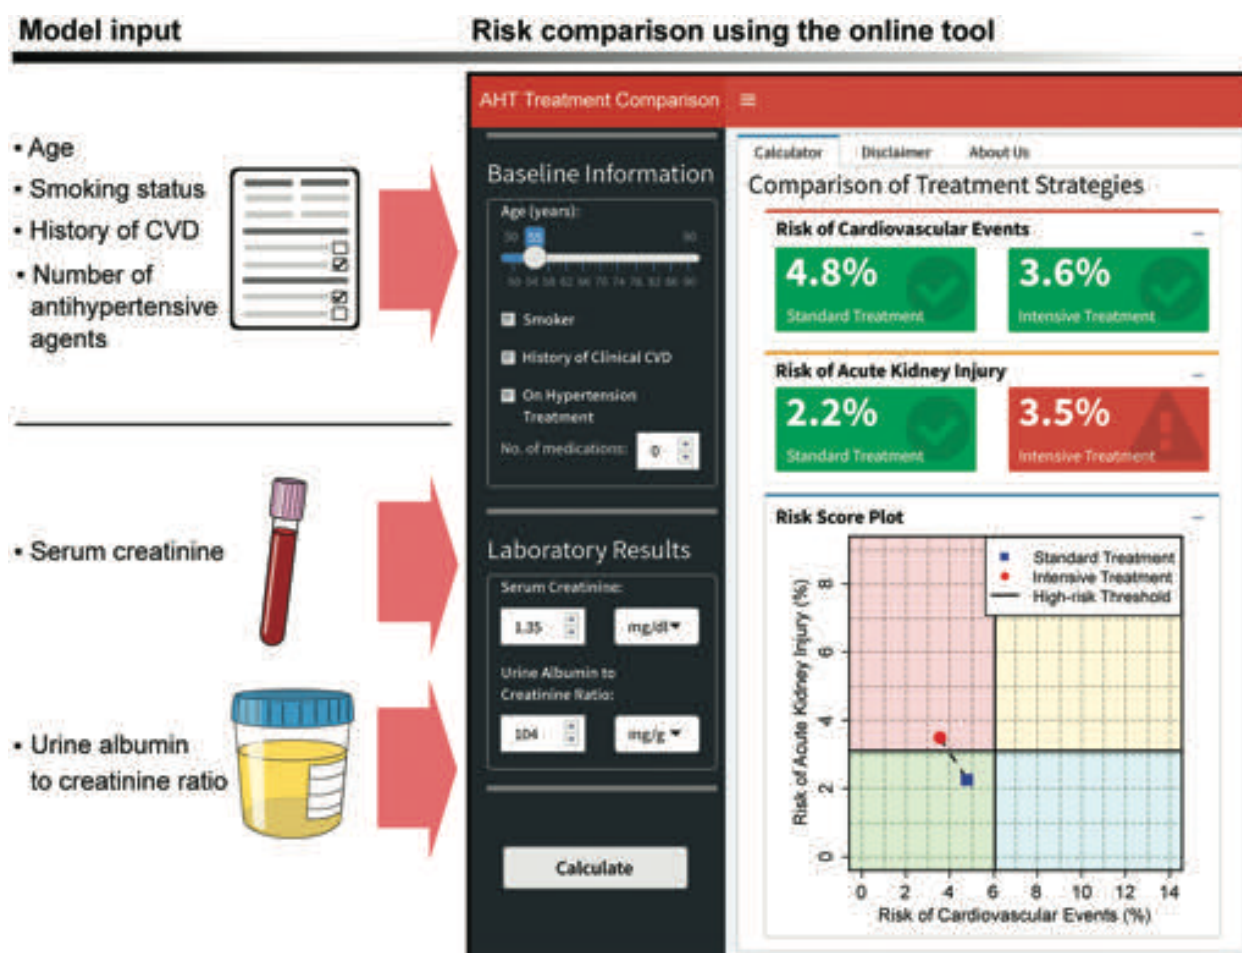 Model input
Risk comparison using the online tool
• Age
• Smoking status
• History of CVD
• Number of
antihypertensive
agents
• Serum creatinine
• Urine albumin
to creatinine ratio
AHT Treatment Comparison
Baseline Information
Age (years):
55
90
Smoker
History of Clinical CVD
On Hypertension
Treatment
No. of medications:
0
Laboratory Results
Serum Creatinine:
1.35
mg/dl
Urine Albumin to
Creatinine Ratio:
104
mg/g
Calculate
Calculator Disclaimer About Us
Comparison of Treatment Strategies
Risk of Cardiovascular Events
4.8% 3.6%
Standard Treatment Intensive Treatment
Risk of Acute Kidney Injury
2.2% 3.5%
Standard Treatment Intensive Treatment
Risk Score Plot
Standard Treatment
Intensive Treatment
High-risk Threshold
Risk of Acute Kidney Injury (%)
8
6
4
2
0
0 2 4 6 8 10 12 14
Risk of Cardiovascular Events (%)